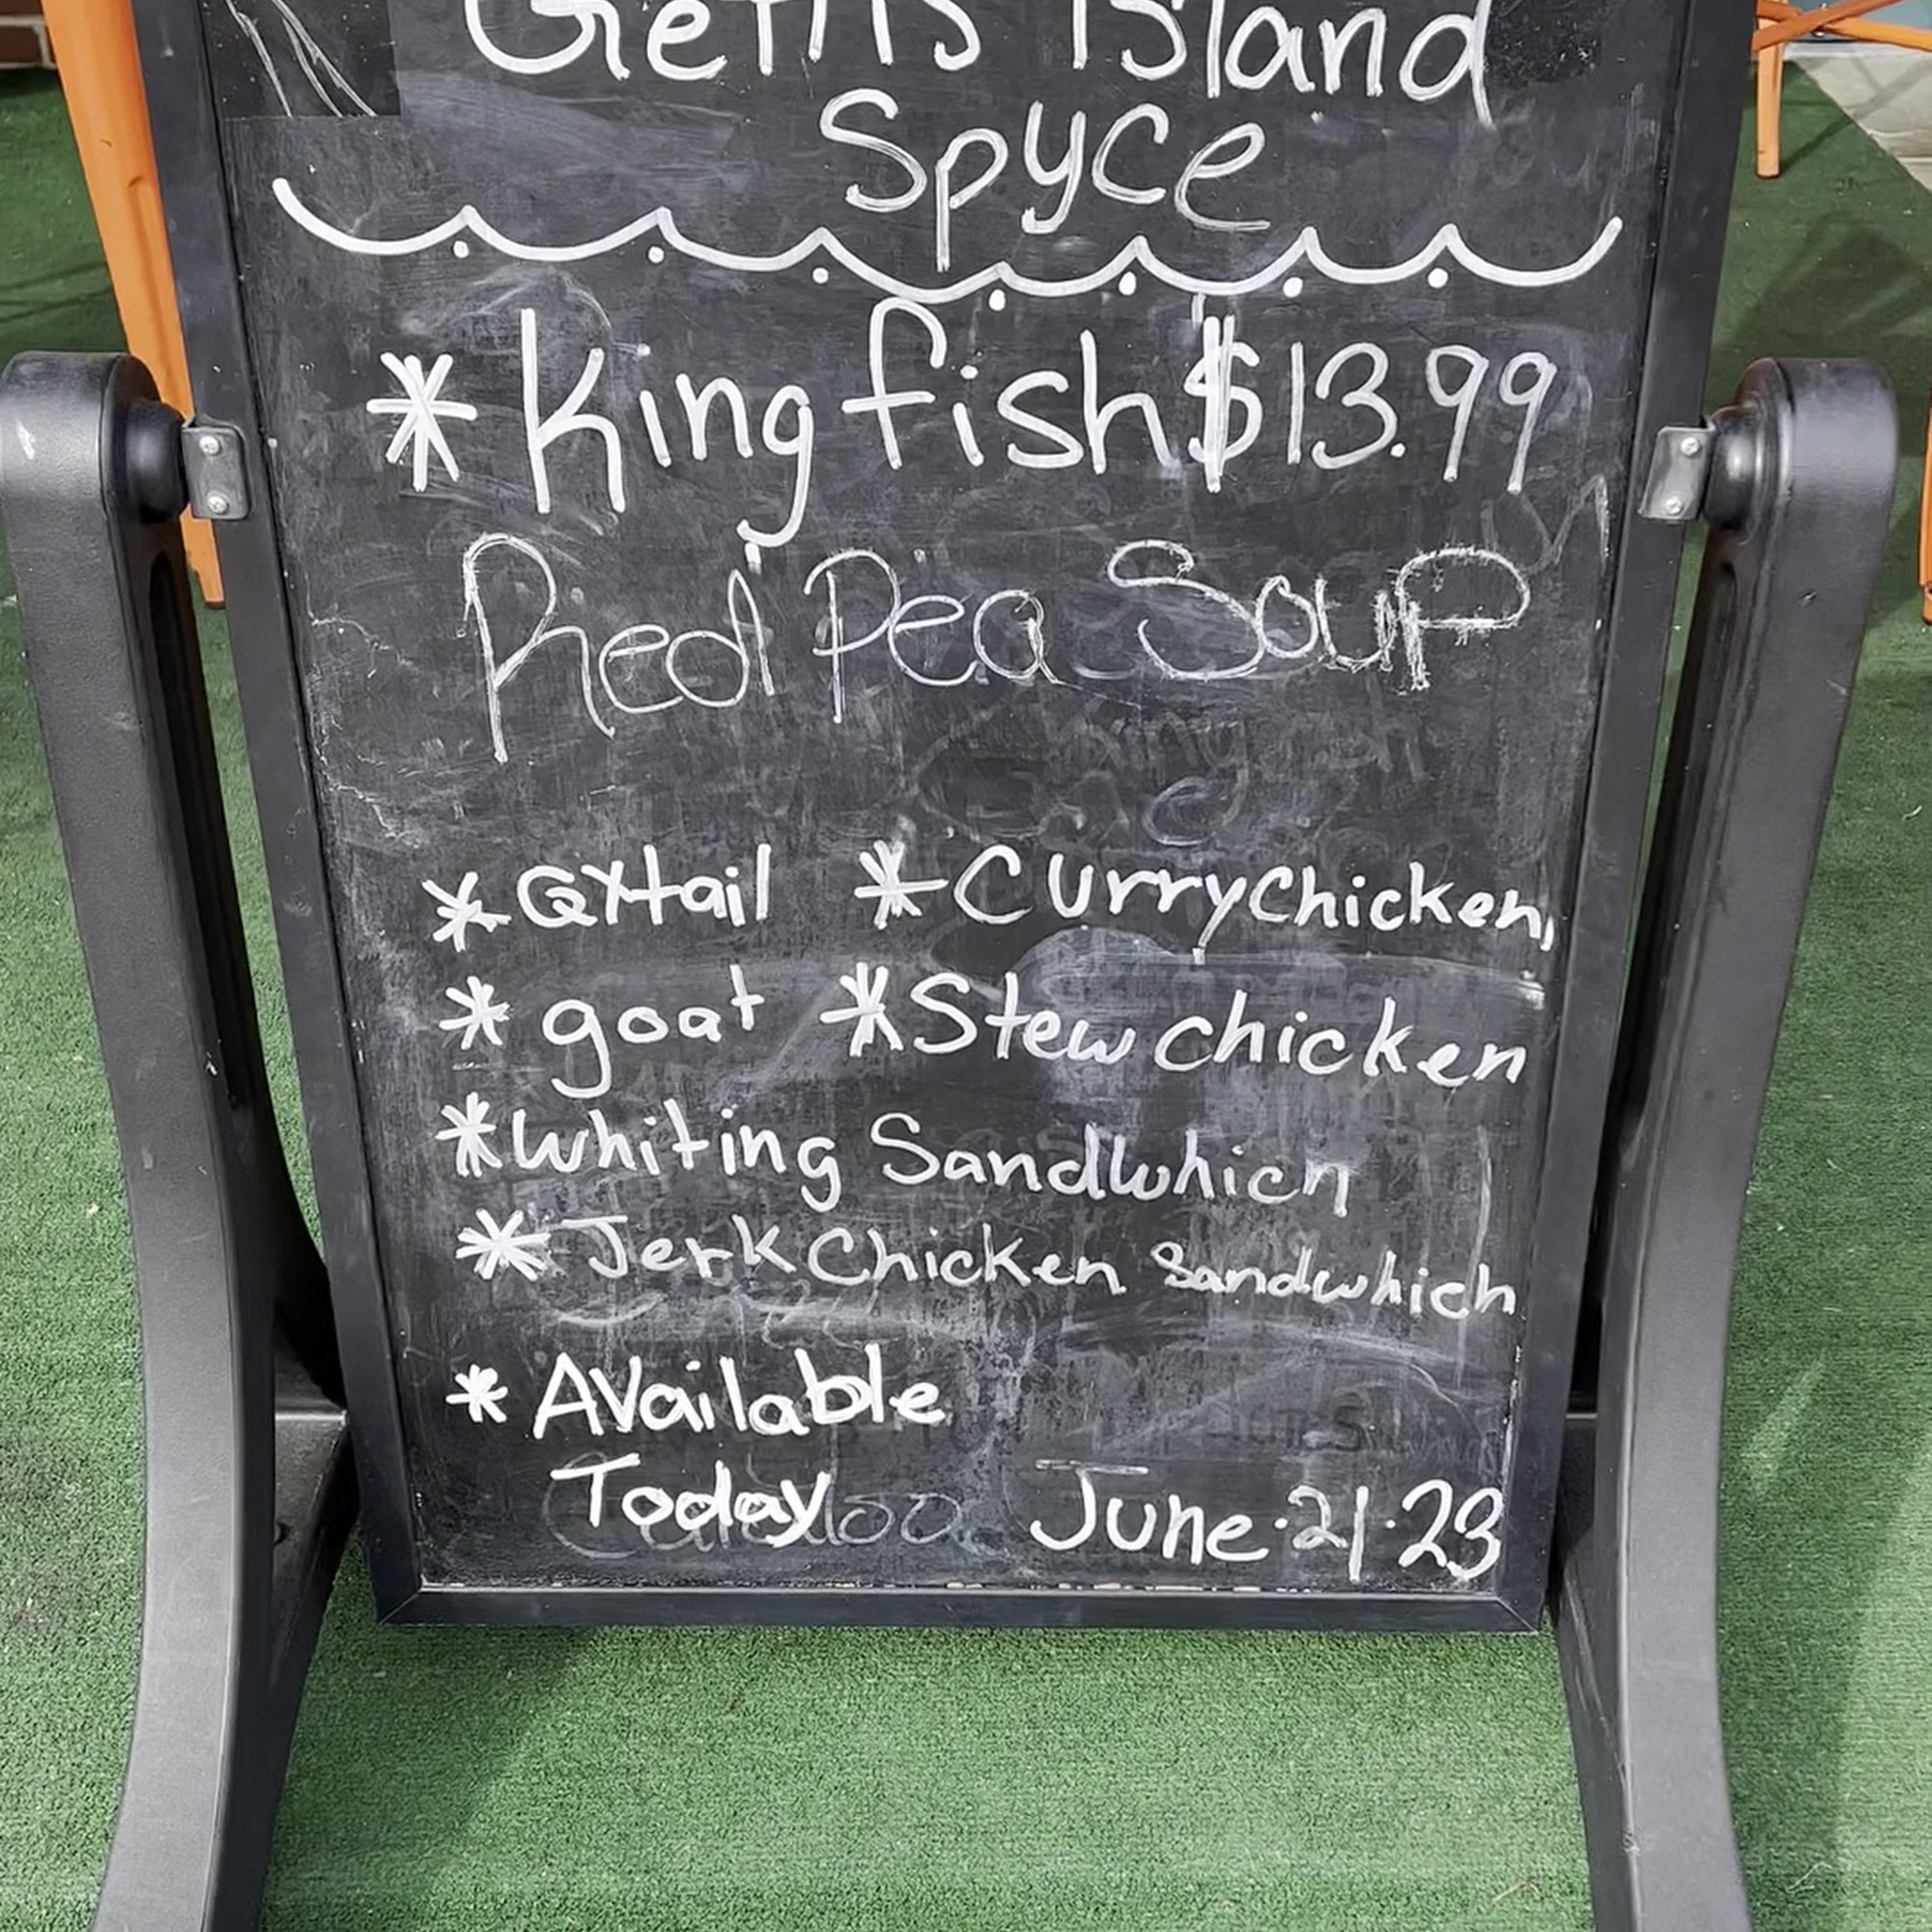 Island
Spyce
* King fish $13.99
Red Pea Soup
* Oxtail * Curry Chicken,
* goat * Stew chicken
* Whiting Sandwhich
* Jerk Chicken Sandwhich
* Available
Today June · 21 · 23